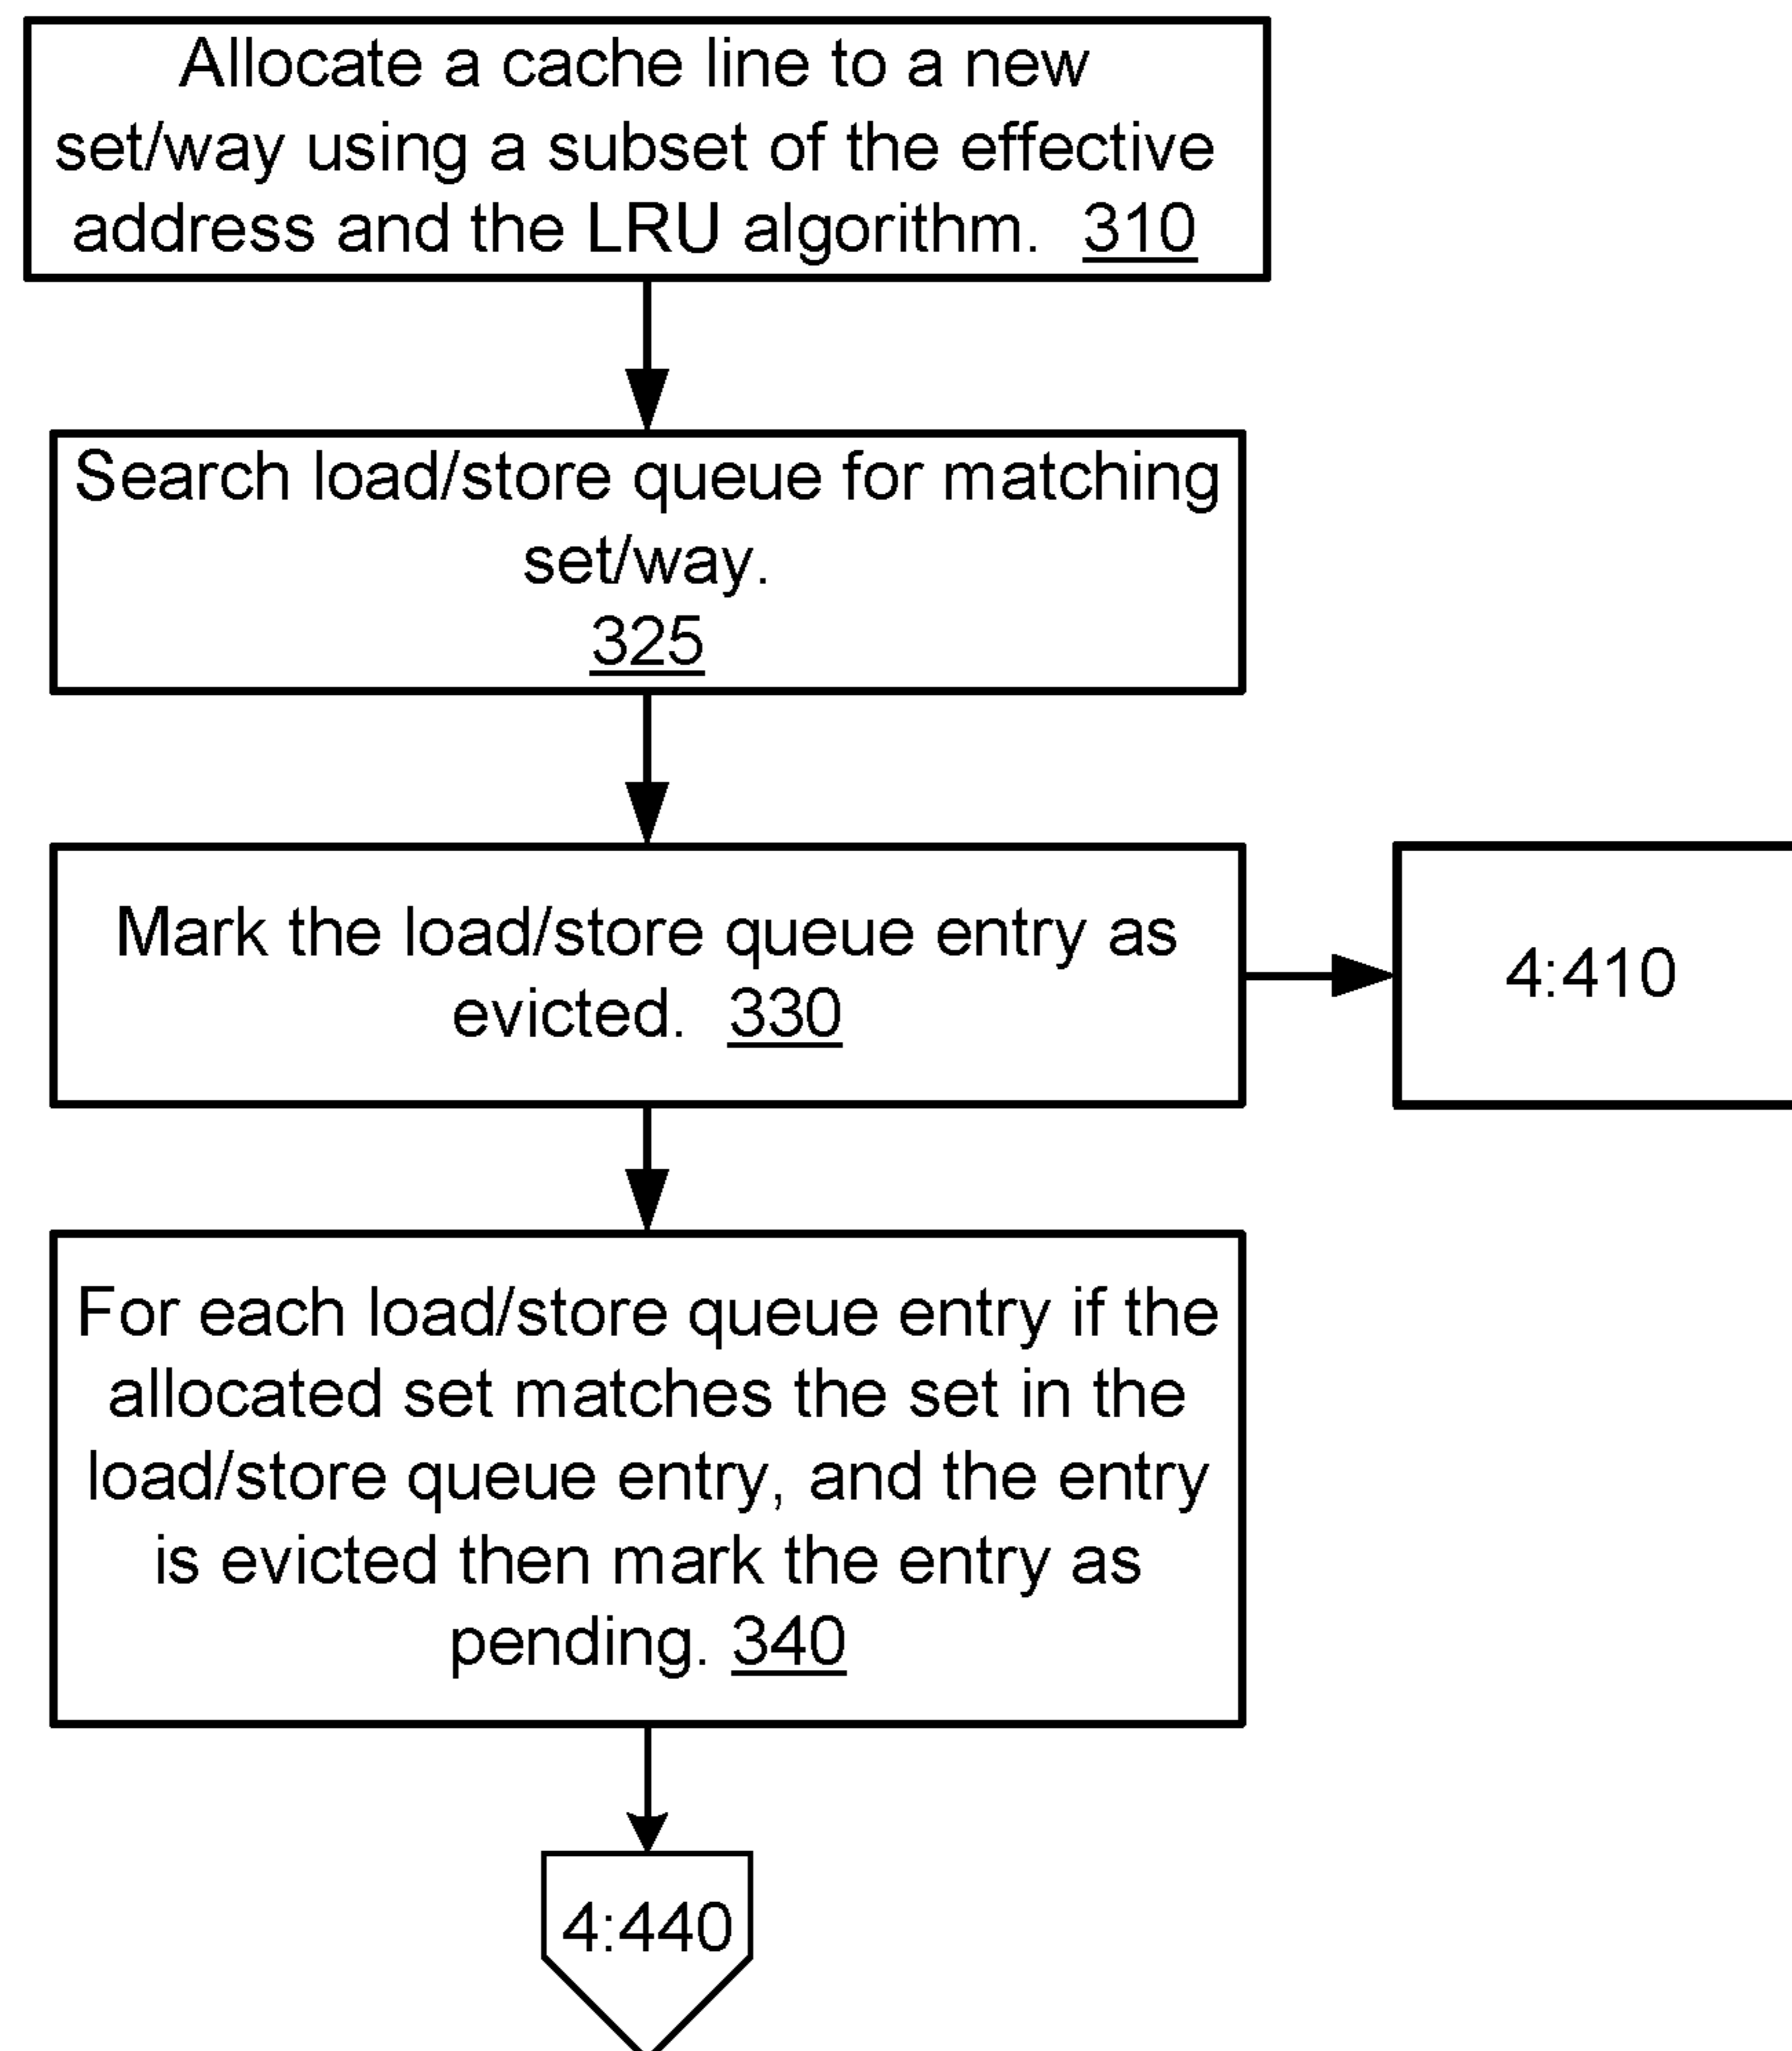 Allocate a cache line to a new
set/way using a subset of the effective
address and the LRU algorithm. 310
Search load/store queue for matching
set/way.
325
Mark the load/store queue entry as
evicted. 330
4:410
For each load/store queue entry if the
allocated set matches the set in the
load/store queue entry, and the entry
is evicted then mark the entry as
pending. 340
4:440